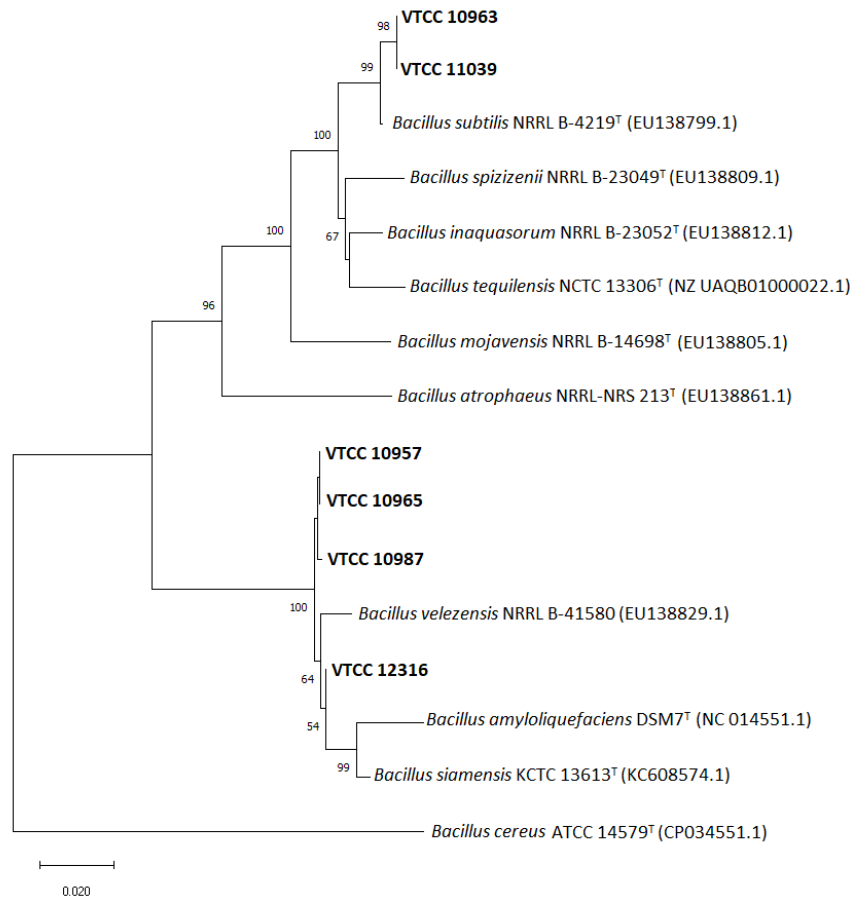 98
VTCC 10963
99
VTCC 11039
Bacillus subtilis NRRL B-4219ᵀ (EU138799.1)
100
Bacillus spizizenii NRRL B-23049ᵀ (EU138809.1)
100
67
Bacillus inaquasorum NRRL B-23052ᵀ (EU138812.1)
Bacillus tequilensis NCTC 13306ᵀ (NZ UAQB01000022.1)
96
Bacillus mojavensis NRRL B-14698ᵀ (EU138805.1)
Bacillus atrophaeus NRRL-NRS 213ᵀ (EU138861.1)
VTCC 10957
VTCC 10965
VTCC 10987
100
Bacillus velezensis NRRL B-41580 (EU138829.1)
64
VTCC 12316
54
Bacillus amyloliquefaciens DSM7ᵀ (NC 014551.1)
99
Bacillus siamensis KCTC 13613ᵀ (KC608574.1)
Bacillus cereus ATCC 14579ᵀ (CP034551.1)
0.020